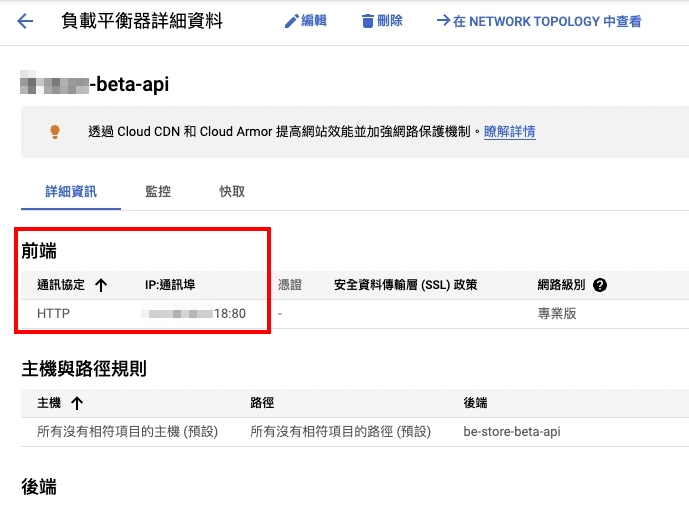 負載平衡器詳細資料 編輯 刪除 在 NETWORK TOPOLOGY 中查看
-beta-api
透過 Cloud CDN 和 Cloud Armor 提高網站效能並加強網路保護機制。瞭解詳情
詳細資訊 監控 快取
前端
通訊協定 IP:通訊埠 憑證 安全資料傳輸層 (SSL) 政策 網路級別
HTTP 18:80 - 專業版
主機與路徑規則
主機 路徑 後端
所有沒有相符項目的主機 (預設) 所有沒有相符項目的路徑 (預設) be-store-beta-api
後端